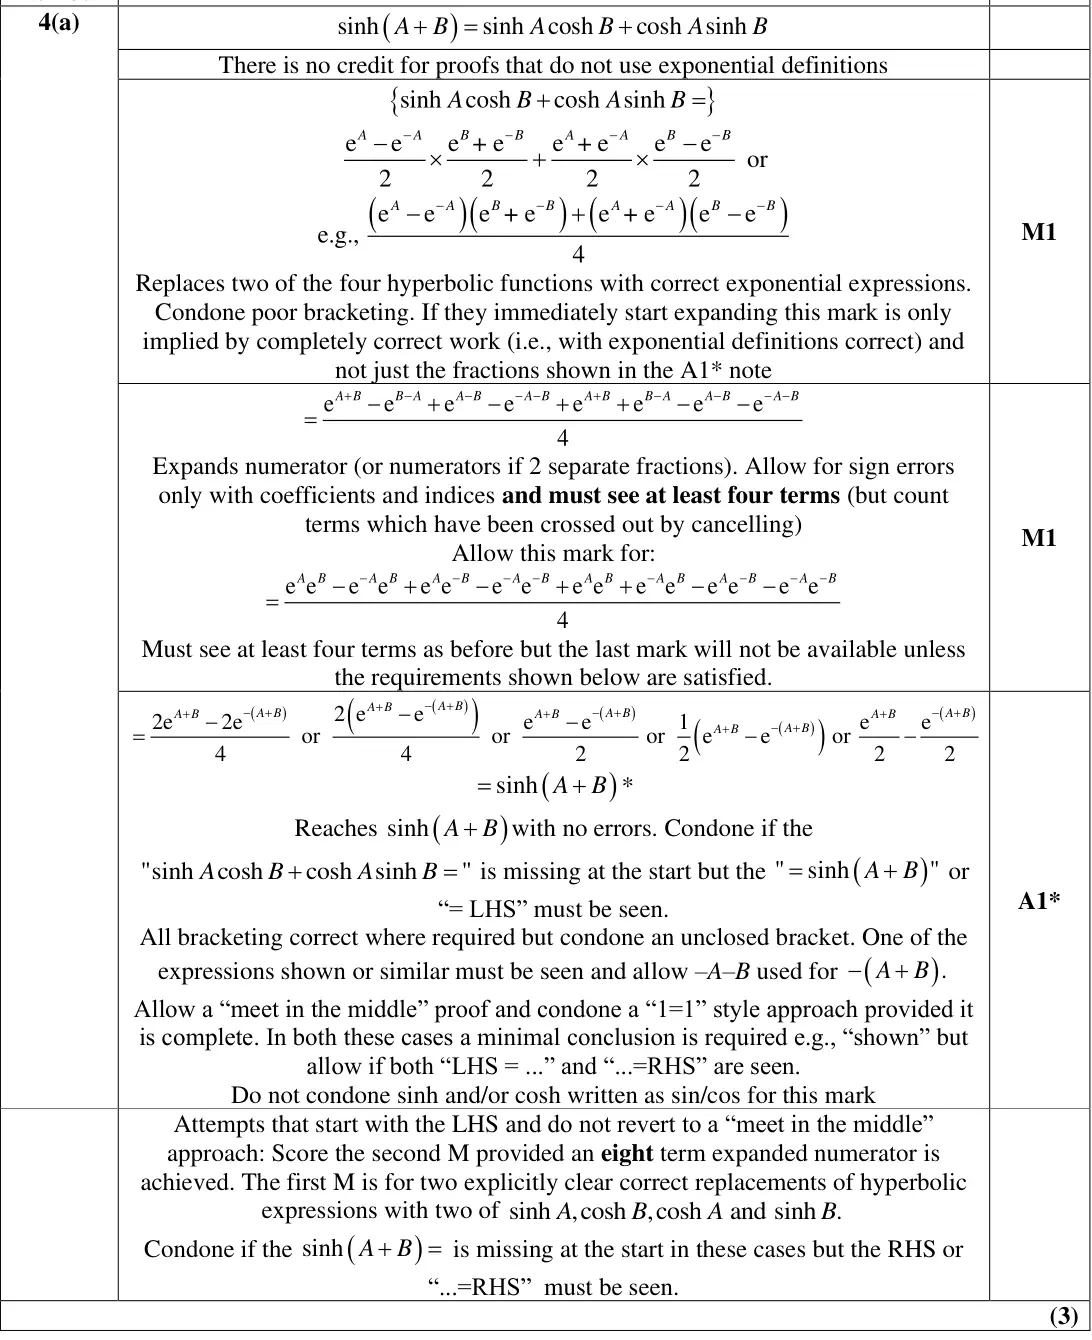 4(a)
sinh(A + B) = sinh A cosh B + cosh A sinh B
There is no credit for proofs that do not use exponential definitions
{sinh A cosh B + cosh A sinh B =}
(e^A − e^−A)/2 × (e^B + e^−B)/2 + (e^A + e^−A)/2 × (e^B − e^−B)/2 or
e.g., ((e^A − e^−A)(e^B + e^−B) + (e^A + e^−A)(e^B − e^−B))/4
M1
Replaces two of the four hyperbolic functions with correct exponential expressions.
Condone poor bracketing. If they immediately start expanding this mark is only
implied by completely correct work (i.e., with exponential definitions correct) and
not just the fractions shown in the A1* note
= (e^(A+B) − e^(B−A) + e^(A−B) − e^(−A−B) + e^(A+B) + e^(B−A) − e^(A−B) − e^(−A−B))/4
Expands numerator (or numerators if 2 separate fractions). Allow for sign errors
only with coefficients and indices and must see at least four terms (but count
terms which have been crossed out by cancelling)
M1
Allow this mark for:
= (e^A e^B − e^−A e^B + e^A e^−B − e^−A e^−B + e^A e^B + e^−A e^B − e^A e^−B − e^−A e^−B)/4
Must see at least four terms as before but the last mark will not be available unless
the requirements shown below are satisfied.
= (2e^(A+B) − 2e^−(A+B))/4 or 2(e^(A+B) − e^−(A+B))/4 or (e^(A+B) − e^−(A+B))/2 or 1/2 (e^(A+B) − e^−(A+B)) or e^(A+B)/2 − e^−(A+B)/2
= sinh(A + B) *
Reaches sinh(A + B) with no errors. Condone if the
"sinh A cosh B + cosh A sinh B =" is missing at the start but the "= sinh(A + B)" or
“= LHS” must be seen.
A1*
All bracketing correct where required but condone an unclosed bracket. One of the
expressions shown or similar must be seen and allow –A–B used for −(A + B).
Allow a “meet in the middle” proof and condone a “1=1” style approach provided it
is complete. In both these cases a minimal conclusion is required e.g., “shown” but
allow if both “LHS = ...” and “...=RHS” are seen.
Do not condone sinh and/or cosh written as sin/cos for this mark
Attempts that start with the LHS and do not revert to a “meet in the middle”
approach: Score the second M provided an eight term expanded numerator is
achieved. The first M is for two explicitly clear correct replacements of hyperbolic
expressions with two of sinh A, cosh B, cosh A and sinh B.
Condone if the sinh(A + B) = is missing at the start in these cases but the RHS or
“...=RHS” must be seen.
(3)